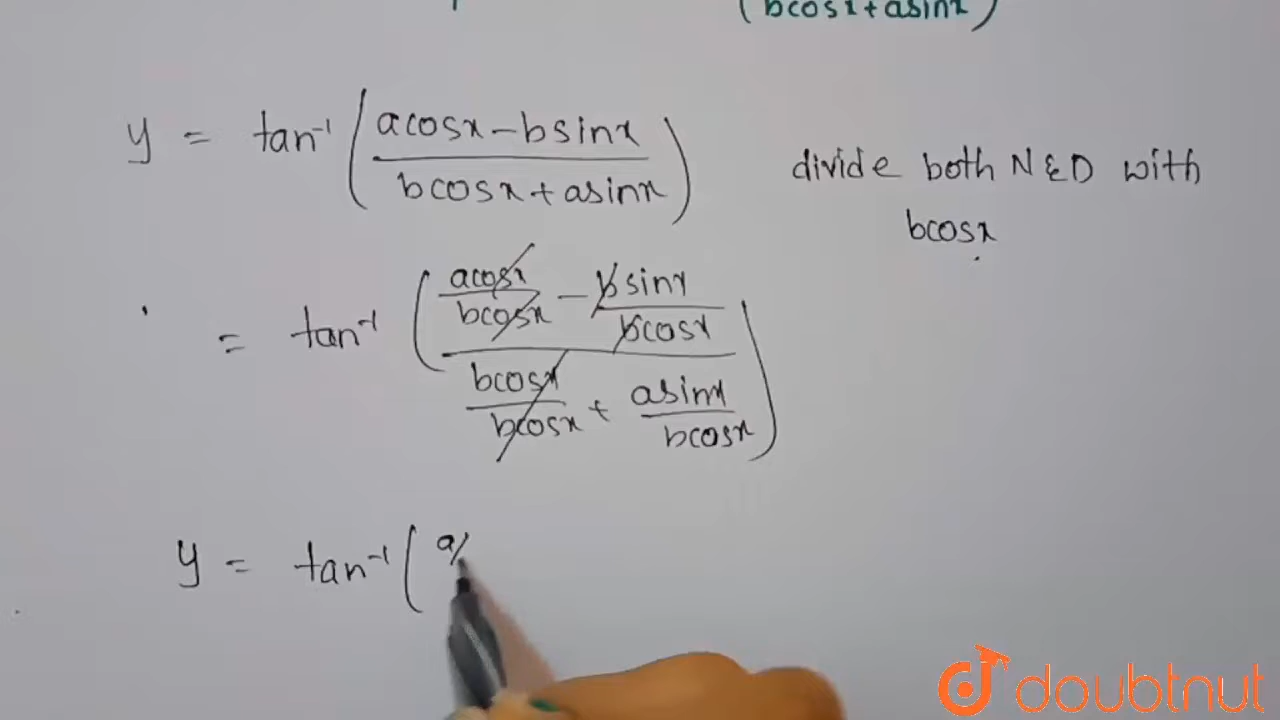 (bcosx+asinx)
y = tan⁻¹ (acosx-bsinx / bcosx+asinx)
divide both N&D with
bcosx
= tan⁻¹ (acosx/bcosx - bsinx/bcosx / bcosx/bcosx + asinx/bcosx)
y = tan⁻¹ (a/
doubtnut